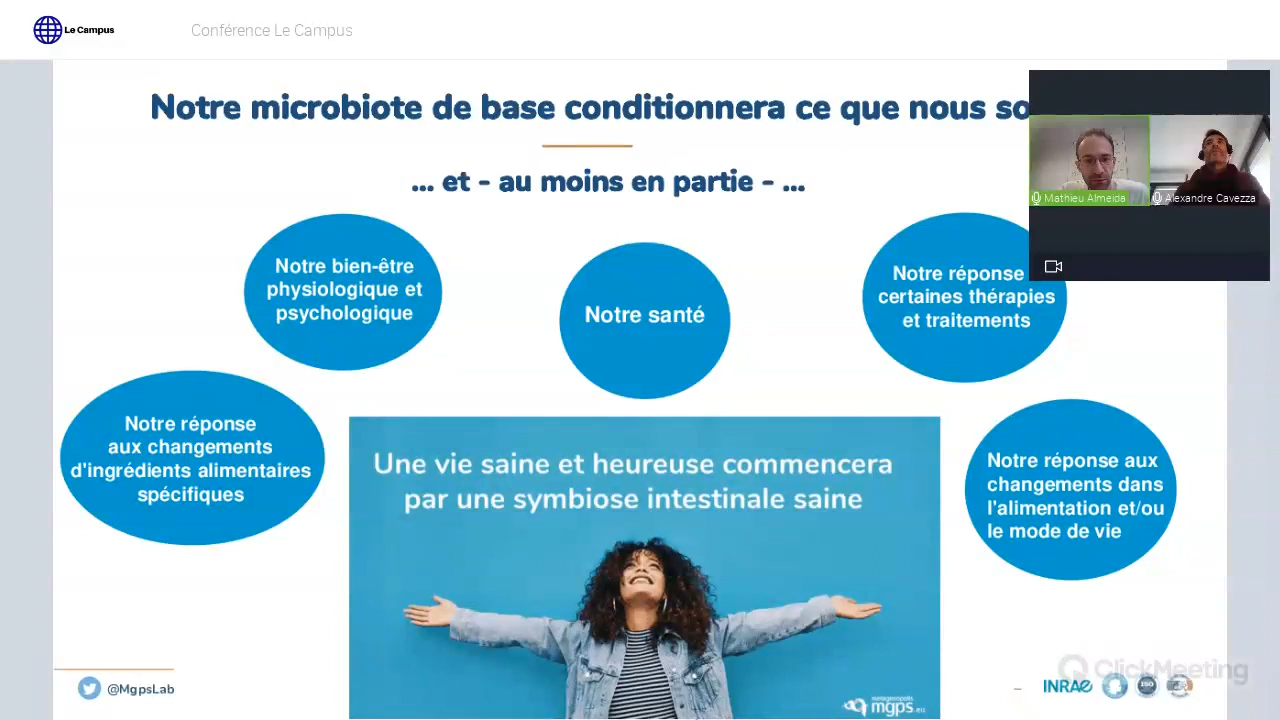 Le Campus
Conférence Le Campus
Notre microbiote de base conditionnera ce que nous
... et - au moins en partie - ...
Mathieu Almeida
Alexandre Cavezza
Notre bien-être
physiologique et
psychologique
Notre santé
Notre réponse
certaines thérapies
et traitements
Notre réponse
aux changements
d'ingrédients alimentaires
spécifiques
Notre réponse aux
changements dans
l'alimentation et/ou
le mode de vie
Une vie saine et heureuse commencera
par une symbiose intestinale saine
metagenopolis
mgps.eu
@MgpsLab
ClickMeeting
INRAE
ISO